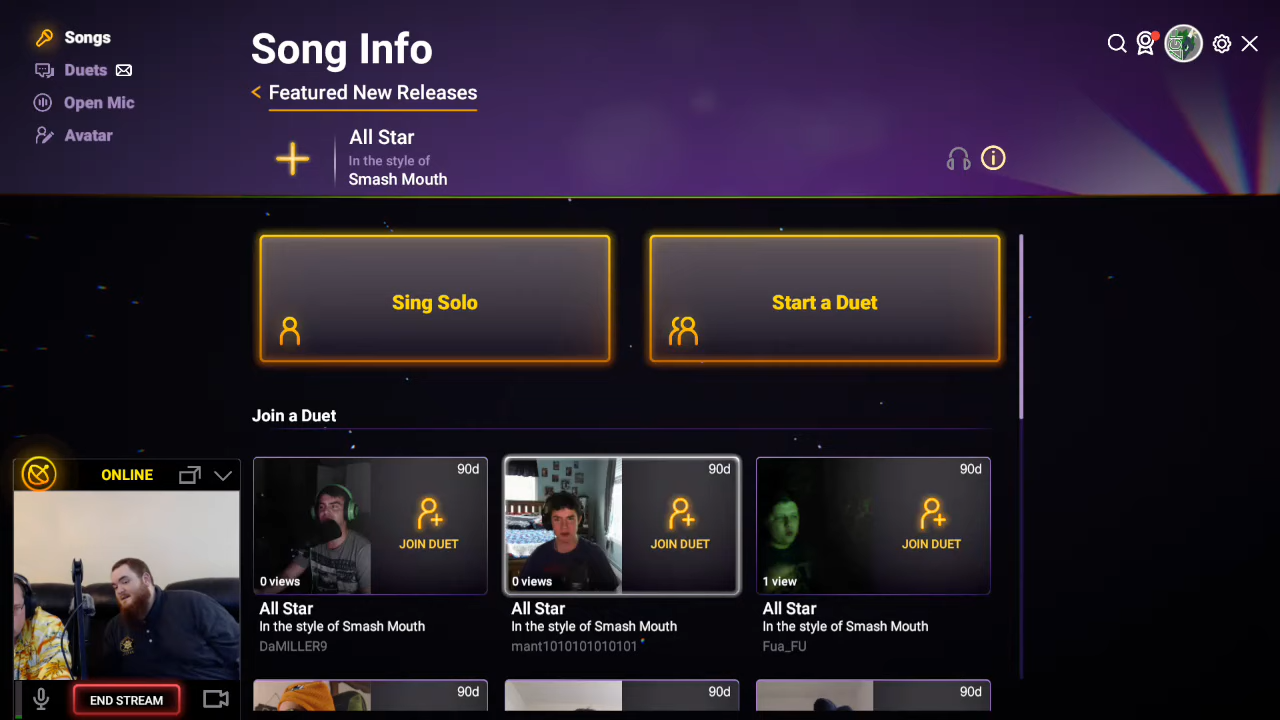 Songs
Duets
Open Mic
Avatar
Song Info
< Featured New Releases
All Star
In the style of
Smash Mouth
Sing Solo
Start a Duet
Join a Duet
90d
JOIN DUET
0 views
All Star
In the style of Smash Mouth
DaMILLER9
90d
JOIN DUET
0 views
All Star
In the style of Smash Mouth
mant1010101010101
90d
JOIN DUET
1 view
All Star
In the style of Smash Mouth
Fua_FU
90d
90d
90d
ONLINE
END STREAM